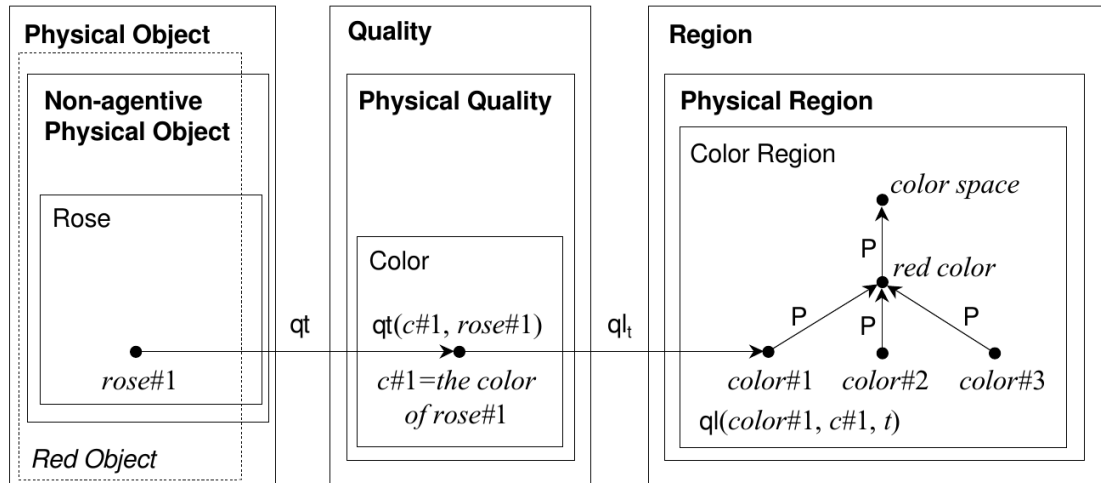 Physical Object
Non-agentive
Physical Object
Rose
rose#1
Red Object
qt
Quality
Physical Quality
Color
qt(c#1, rose#1)
c#1=the color
of rose#1
qlt
Region
Physical Region
Color Region
color space
P
red color
P
P
P
color#1
color#2
color#3
ql(color#1, c#1, t)